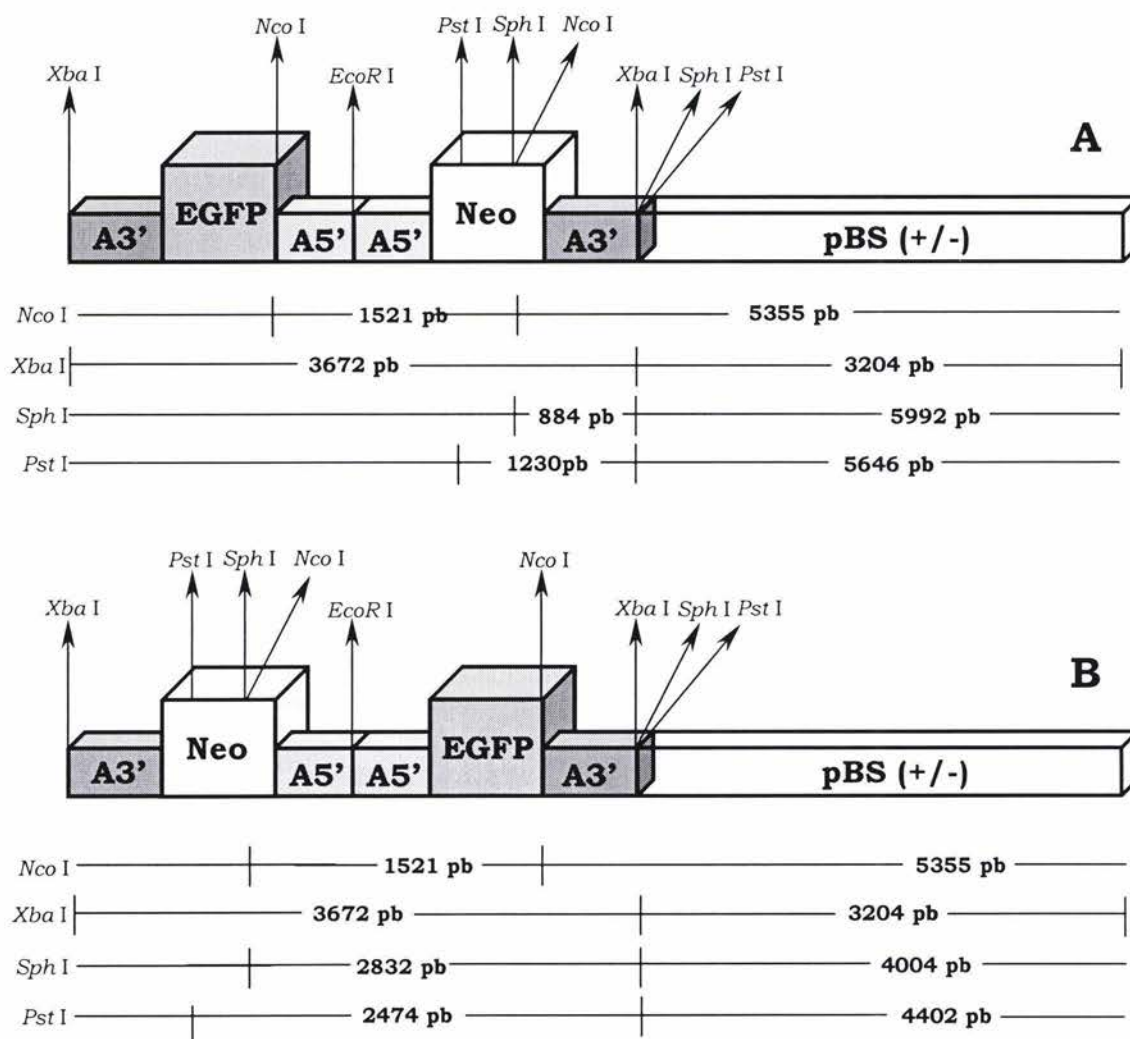 Nco I
Pst I Sph I Nco I
Xba I
EcoR I
Xba I Sph I Pst I
A
EGFP
Neo
A3’
A5’
A5’
A3’
pBS (+/-)
Nco I 1521 pb 5355 pb
Xba I 3672 pb 3204 pb
Sph I 884 pb 5992 pb
Pst I 1230pb 5646 pb
Pst I Sph I Nco I
Nco I
Xba I
EcoR I
Xba I Sph I Pst I
B
Neo
EGFP
A3’
A5’
A5’
A3’
pBS (+/-)
Nco I 1521 pb 5355 pb
Xba I 3672 pb 3204 pb
Sph I 2832 pb 4004 pb
Pst I 2474 pb 4402 pb